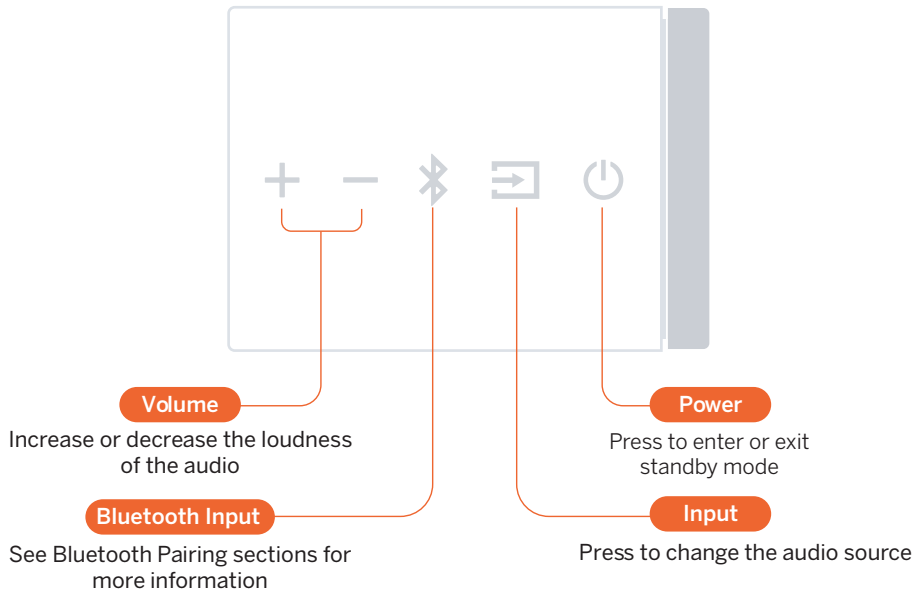 Volume
Increase or decrease the loudness
of the audio
Bluetooth Input
See Bluetooth Pairing sections for
more information
Power
Press to enter or exit
standby mode
Input
Press to change the audio source